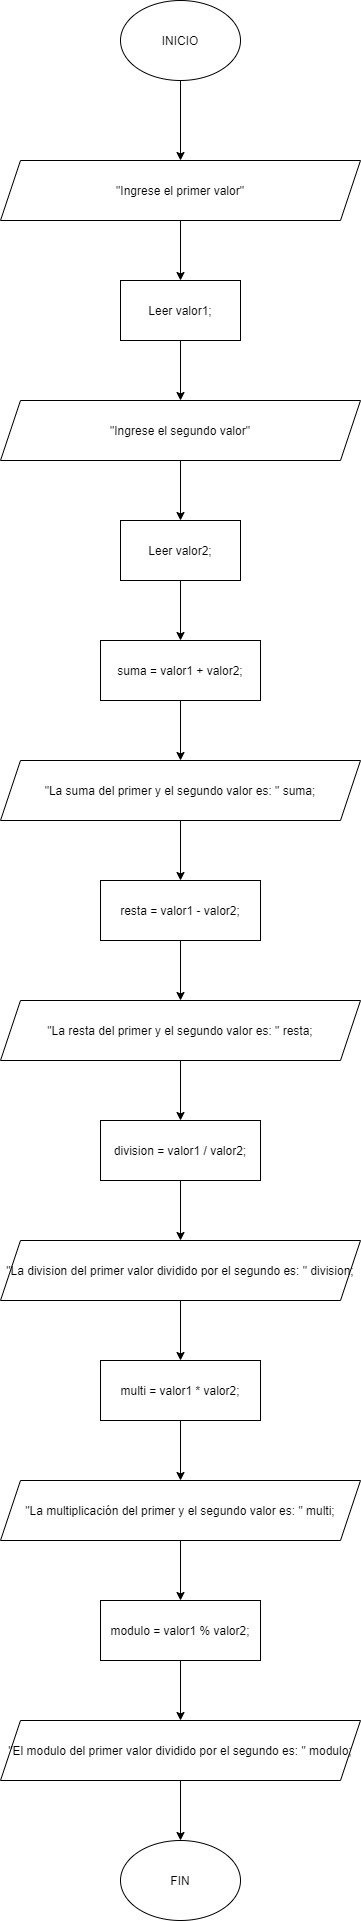 INICIO
"Ingrese el primer valor"
Leer valor1;
"Ingrese el segundo valor"
Leer valor2;
suma = valor1 + valor2;
"La suma del primer y el segundo valor es: " suma;
resta = valor1 - valor2;
"La resta del primer y el segundo valor es: " resta;
division = valor1 / valor2;
"La division del primer valor dividido por el segundo es: " division;
multi = valor1 * valor2;
"La multiplicación del primer y el segundo valor es: " multi;
modulo = valor1 % valor2;
"El modulo del primer valor dividido por el segundo es: " modulo;
FIN